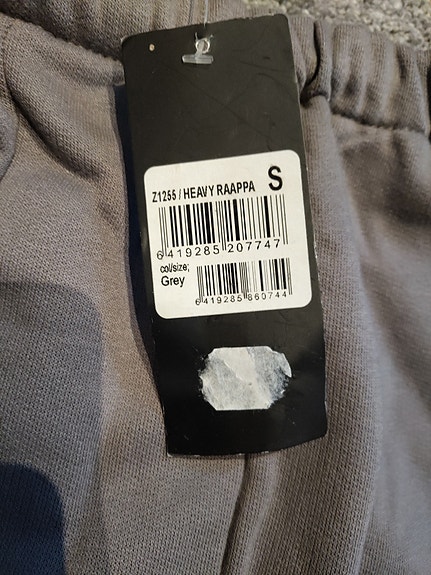 Z1255 / HEAVY RAAPPA S
6 419285 207747
col/size;
Grey
6 419285 860744